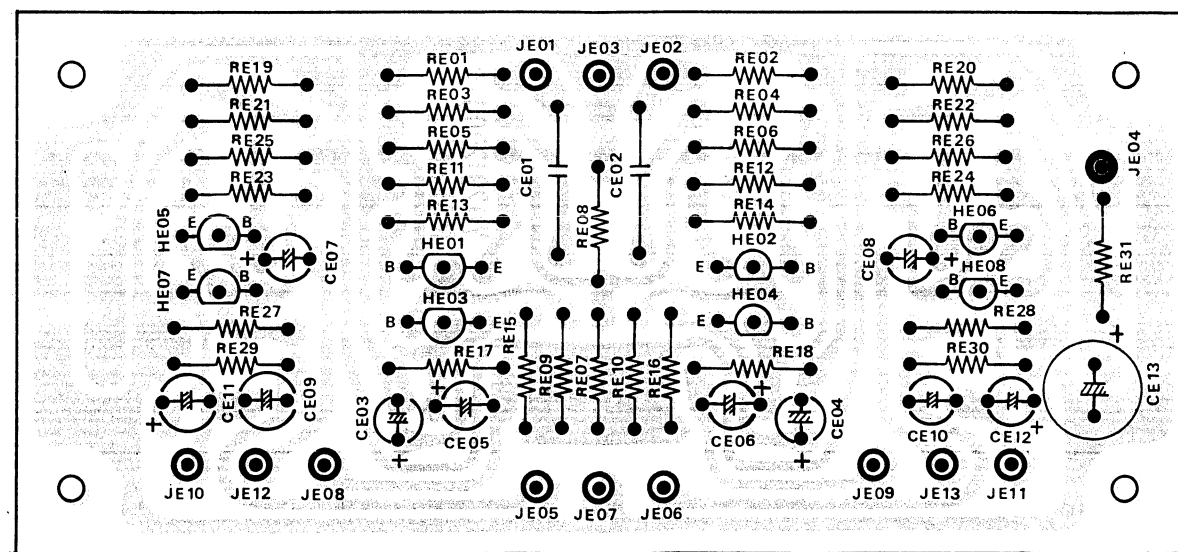 JE01 JE03 JE02
RE19 RE01 RE02 RE20
RE21 RE03 RE04 RE22
RE25 RE05 RE06 RE26
RE23 RE11 CE01 CE02 RE12 RE24 JE04
RE13 RE08 RE14
HE05 E B HE06 B E
+ CE07 HE01 HE02 CE08 + RE31
B E E B
HE07 E B HE08 B E
HE03 HE04
RE27 B E RE15 E B RE28 +
RE29 RE17 RE09 RE07 RE10 RE16 RE18 RE30
CE11 CE09 + + CE13
+ CE03 CE05 CE06 CE04 CE10 CE12 +
+ +
JE10 JE12 JE08 JE05 JE07 JE06 JE09 JE13 JE11